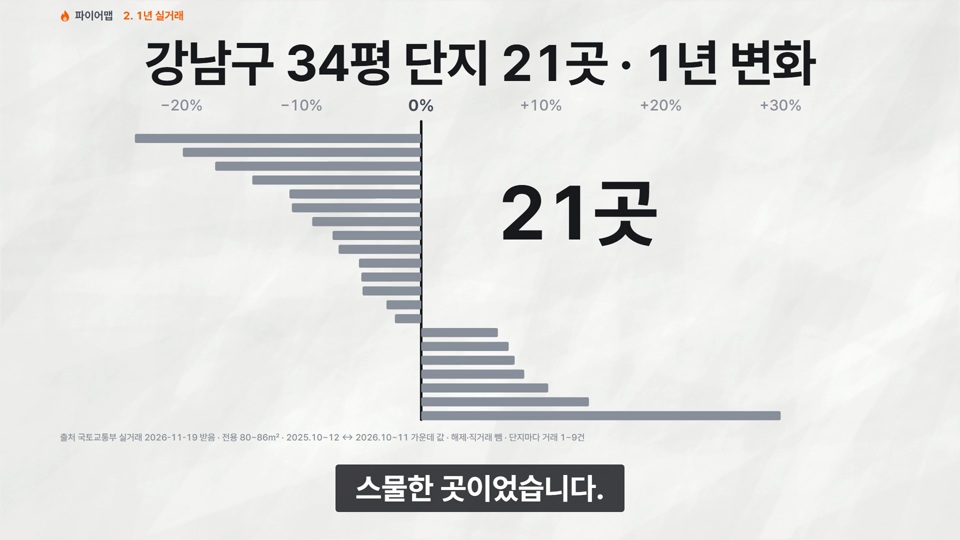 파이어맵 2. 1년 실거래
강남구 34평 단지 21곳 · 1년 변화
−20% −10% 0% +10% +20% +30%
21곳
출처 국토교통부 실거래 2026-11-19 받음 · 전용 80~86m² · 2025.10~12 ↔ 2026.10~11 가운데 값 · 해제·직거래 뺌 · 단지마다 거래 1~9건
스물한 곳이었습니다.